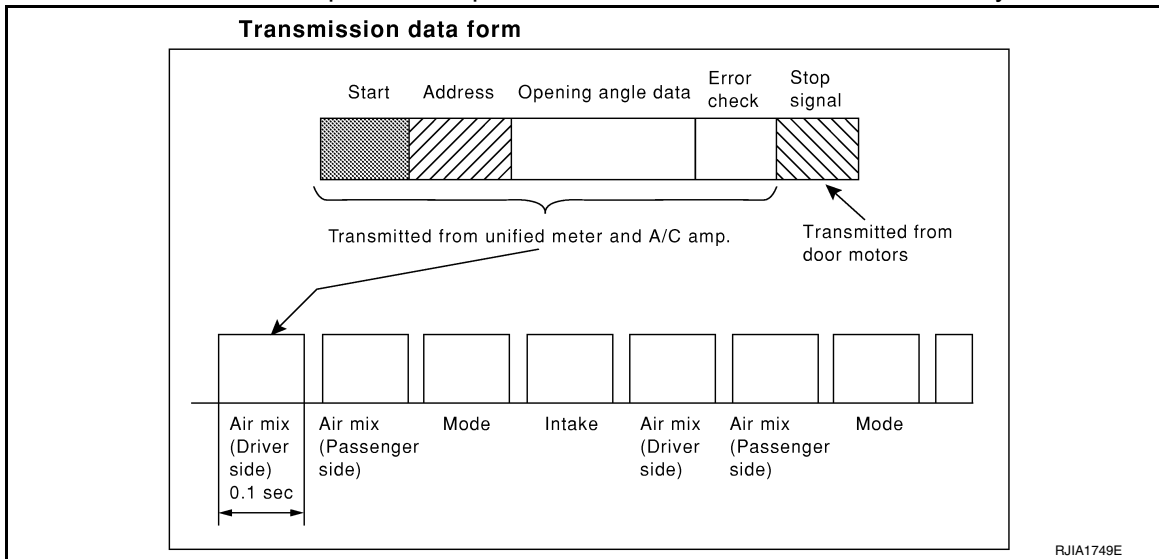 Transmission data form
Start
Address
Opening angle data
Error
check
Stop
signal
Transmitted from unified meter and A/C amp.
Transmitted from
door motors
Air mix
(Driver
side)
0.1 sec
Air mix
(Passenger
side)
Mode
Intake
Air mix
(Driver
side)
Air mix
(Passenger
side)
Mode
RJIA1749E